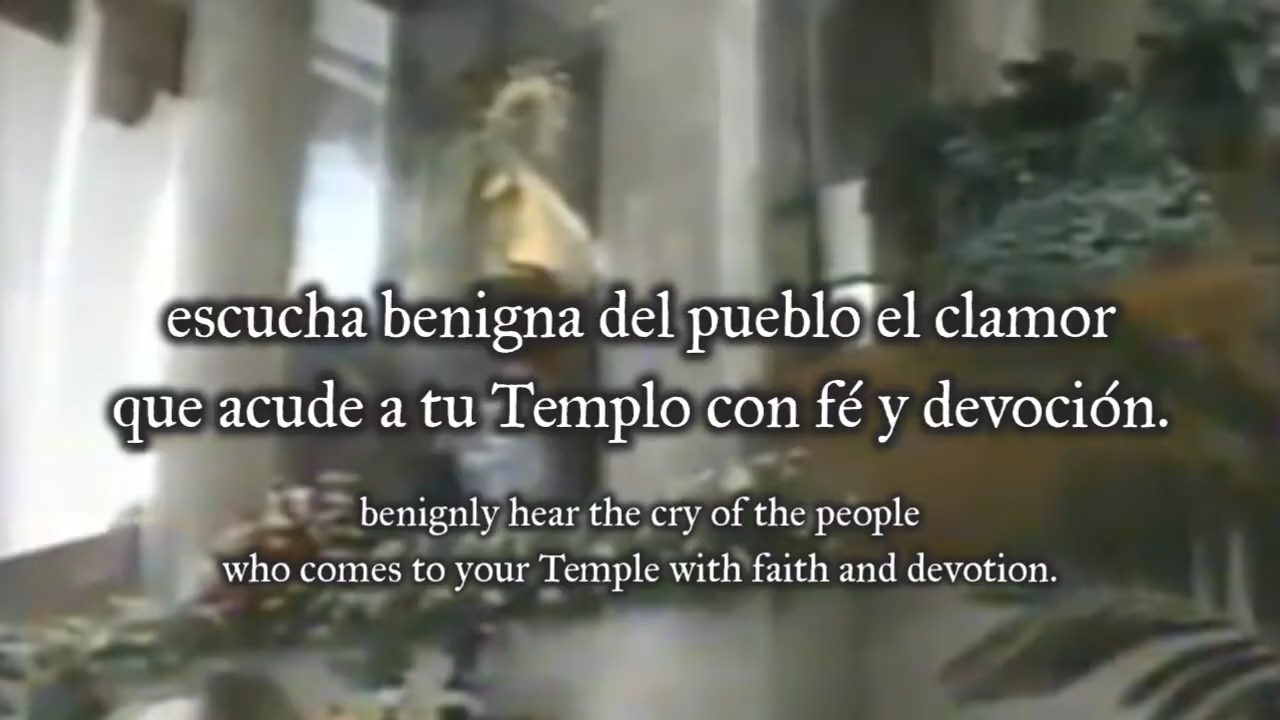 escucha benigna del pueblo el clamor
que acude a tu Templo con fé y devoción.
benignly hear the cry of the people
who comes to your Temple with faith and devotion.